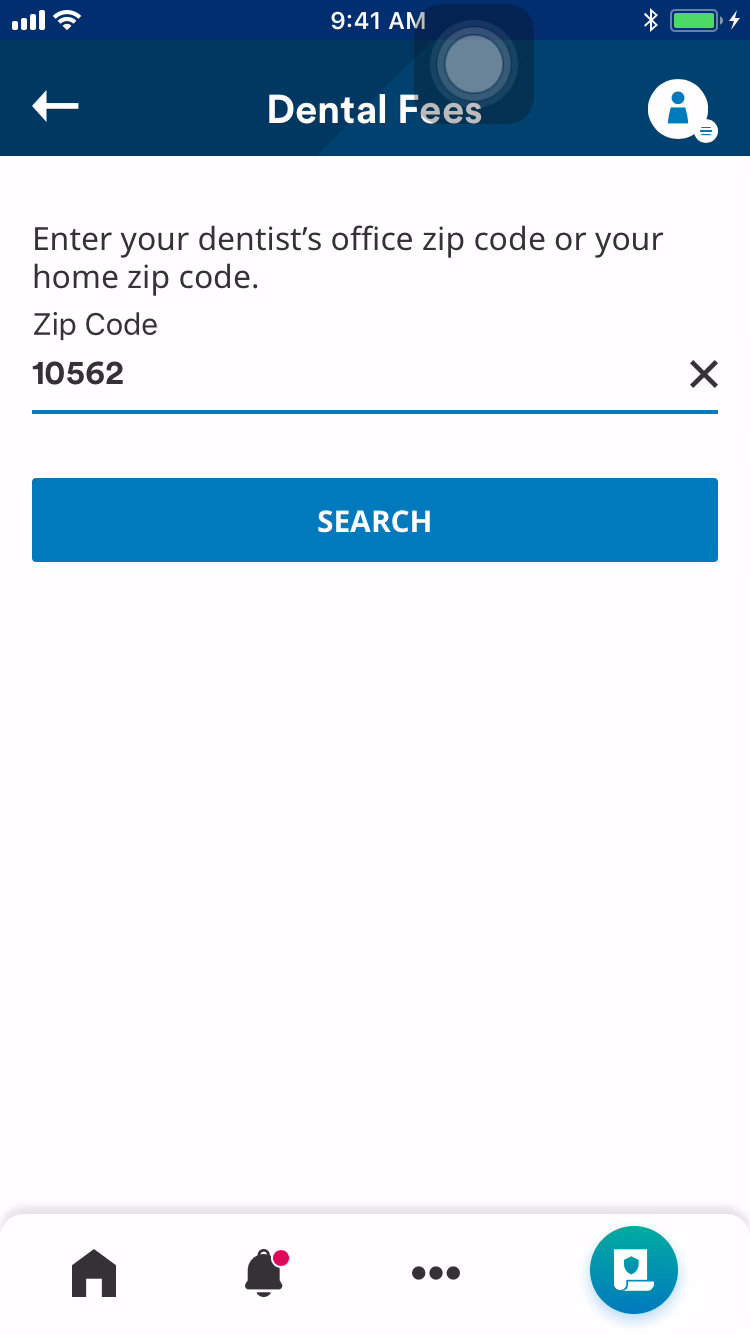 9:41 AM
Dental Fees
Enter your dentist’s office zip code or your
home zip code.
Zip Code
10562
SEARCH